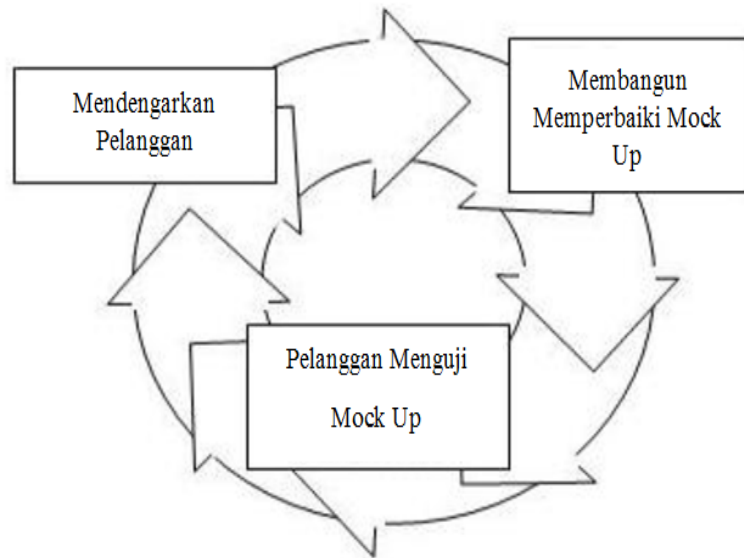 Mendengarkan
Pelanggan
Membangun
Memperbaiki Mock
Up
Pelanggan Menguji
Mock Up